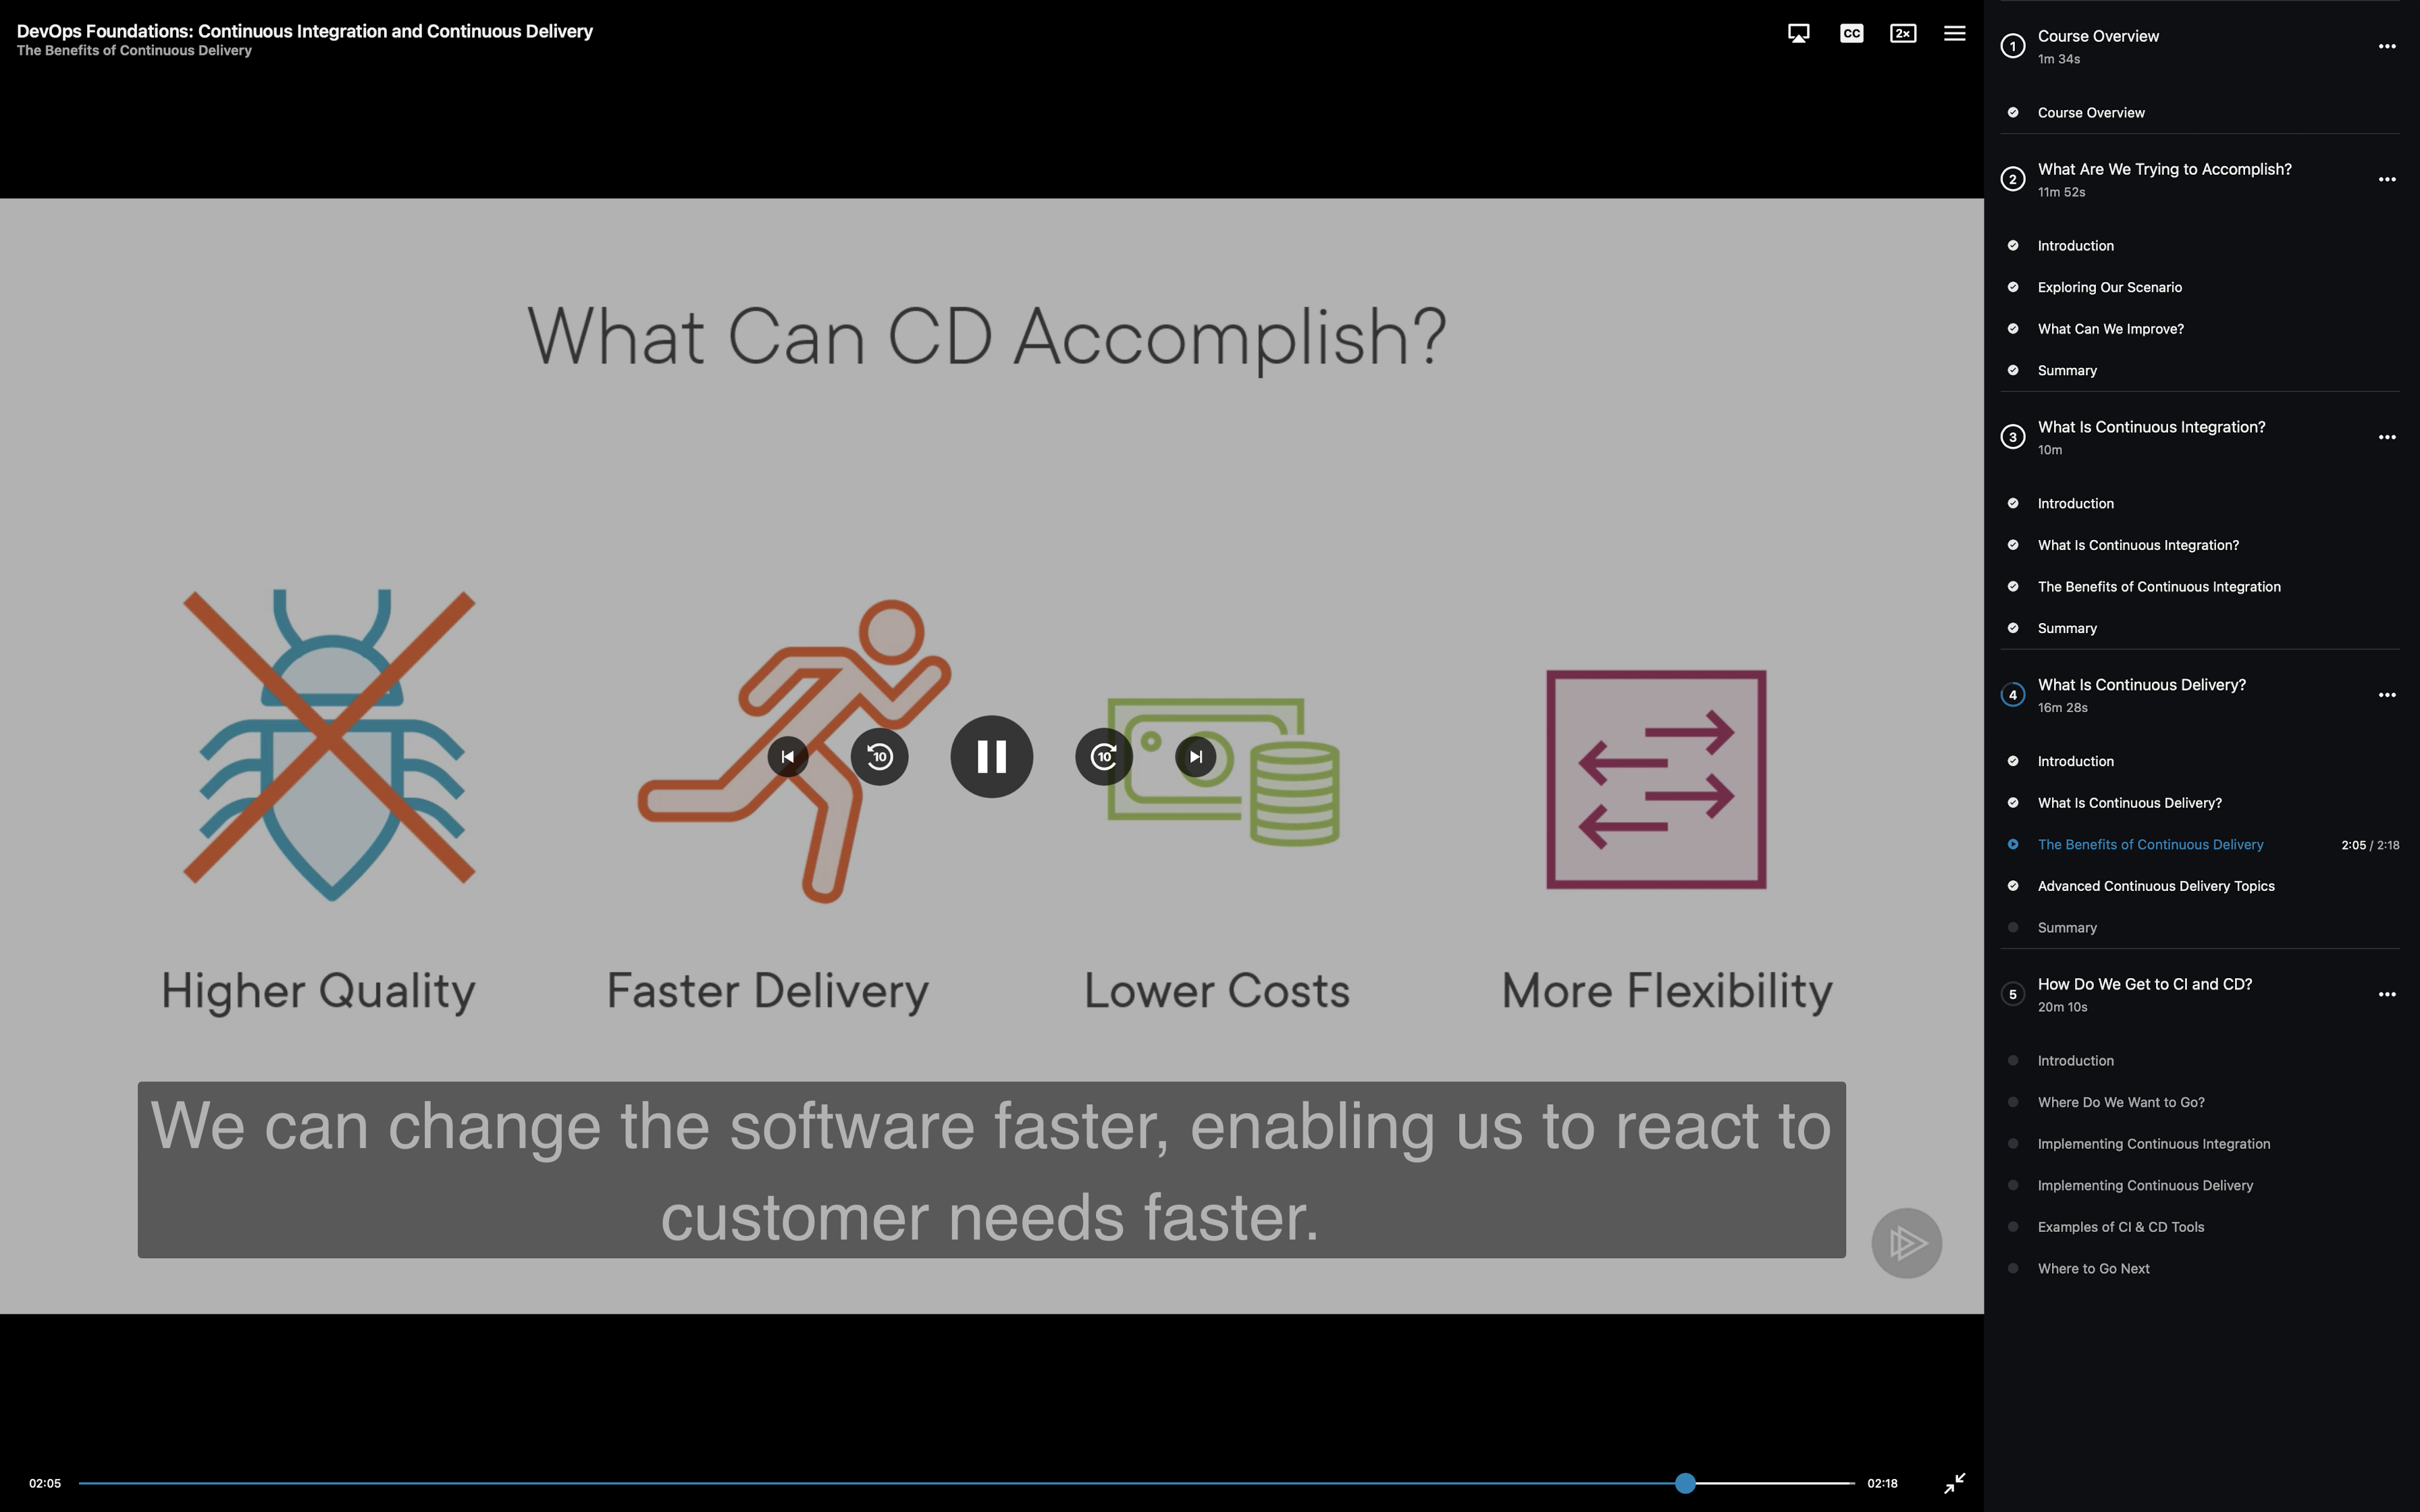 DevOps Foundations: Continuous Integration and Continuous Delivery
The Benefits of Continuous Delivery
CC
2×
What Can CD Accomplish?
10
10
Higher Quality
Faster Delivery
Lower Costs
More Flexibility
We can change the software faster, enabling us to react to
customer needs faster.
02:05
02:18
1
Course Overview
1m 34s
Course Overview
2
What Are We Trying to Accomplish?
11m 52s
Introduction
Exploring Our Scenario
What Can We Improve?
Summary
3
What Is Continuous Integration?
10m
Introduction
What Is Continuous Integration?
The Benefits of Continuous Integration
Summary
4
What Is Continuous Delivery?
16m 28s
Introduction
What Is Continuous Delivery?
The Benefits of Continuous Delivery 2:05 / 2:18
Advanced Continuous Delivery Topics
Summary
5
How Do We Get to CI and CD?
20m 10s
Introduction
Where Do We Want to Go?
Implementing Continuous Integration
Implementing Continuous Delivery
Examples of CI & CD Tools
Where to Go Next